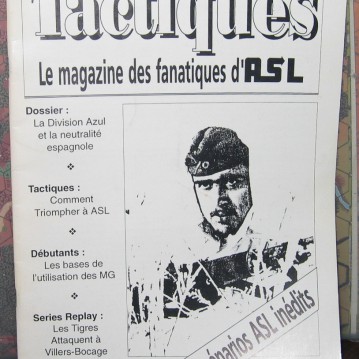 Tactiques
Le magazine des fanatiques d'ASL
Dossier :
La Division Azul
et la neutralité
espagnole
Tactiques :
Comment
Triompher à ASL
Débutants :
Les bases de
l'utilisation des MG
Series Replay :
Les Tigres
Attaquent à
Villers-Bocage
ASL inédits